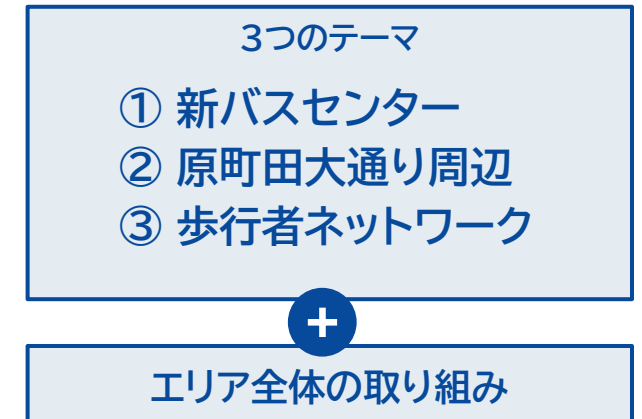 3つのテーマ
① 新バスセンター
② 原町田大通り周辺
③ 歩行者ネットワーク
+
エリア全体の取り組み